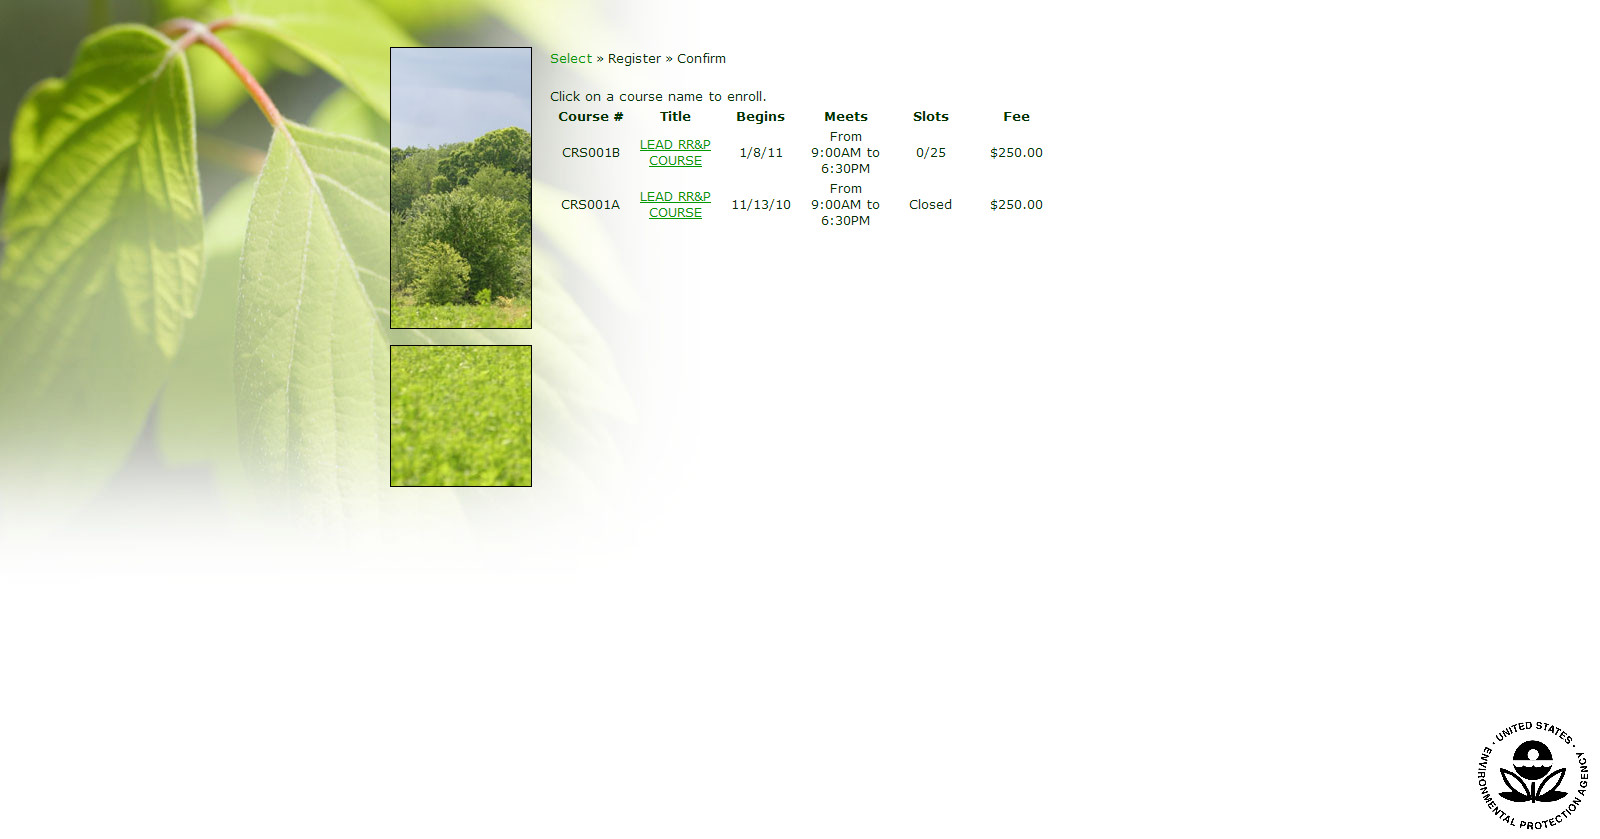 Select » Register » Confirm
Click on a course name to enroll.
Course # Title Begins Meets Slots Fee
CRS001B LEAD RR&P COURSE 1/8/11 From 9:00AM to 6:30PM 0/25 $250.00
CRS001A LEAD RR&P COURSE 11/13/10 From 9:00AM to 6:30PM Closed $250.00
· UNITED STATES ·
ENVIRONMENTAL PROTECTION AGENCY